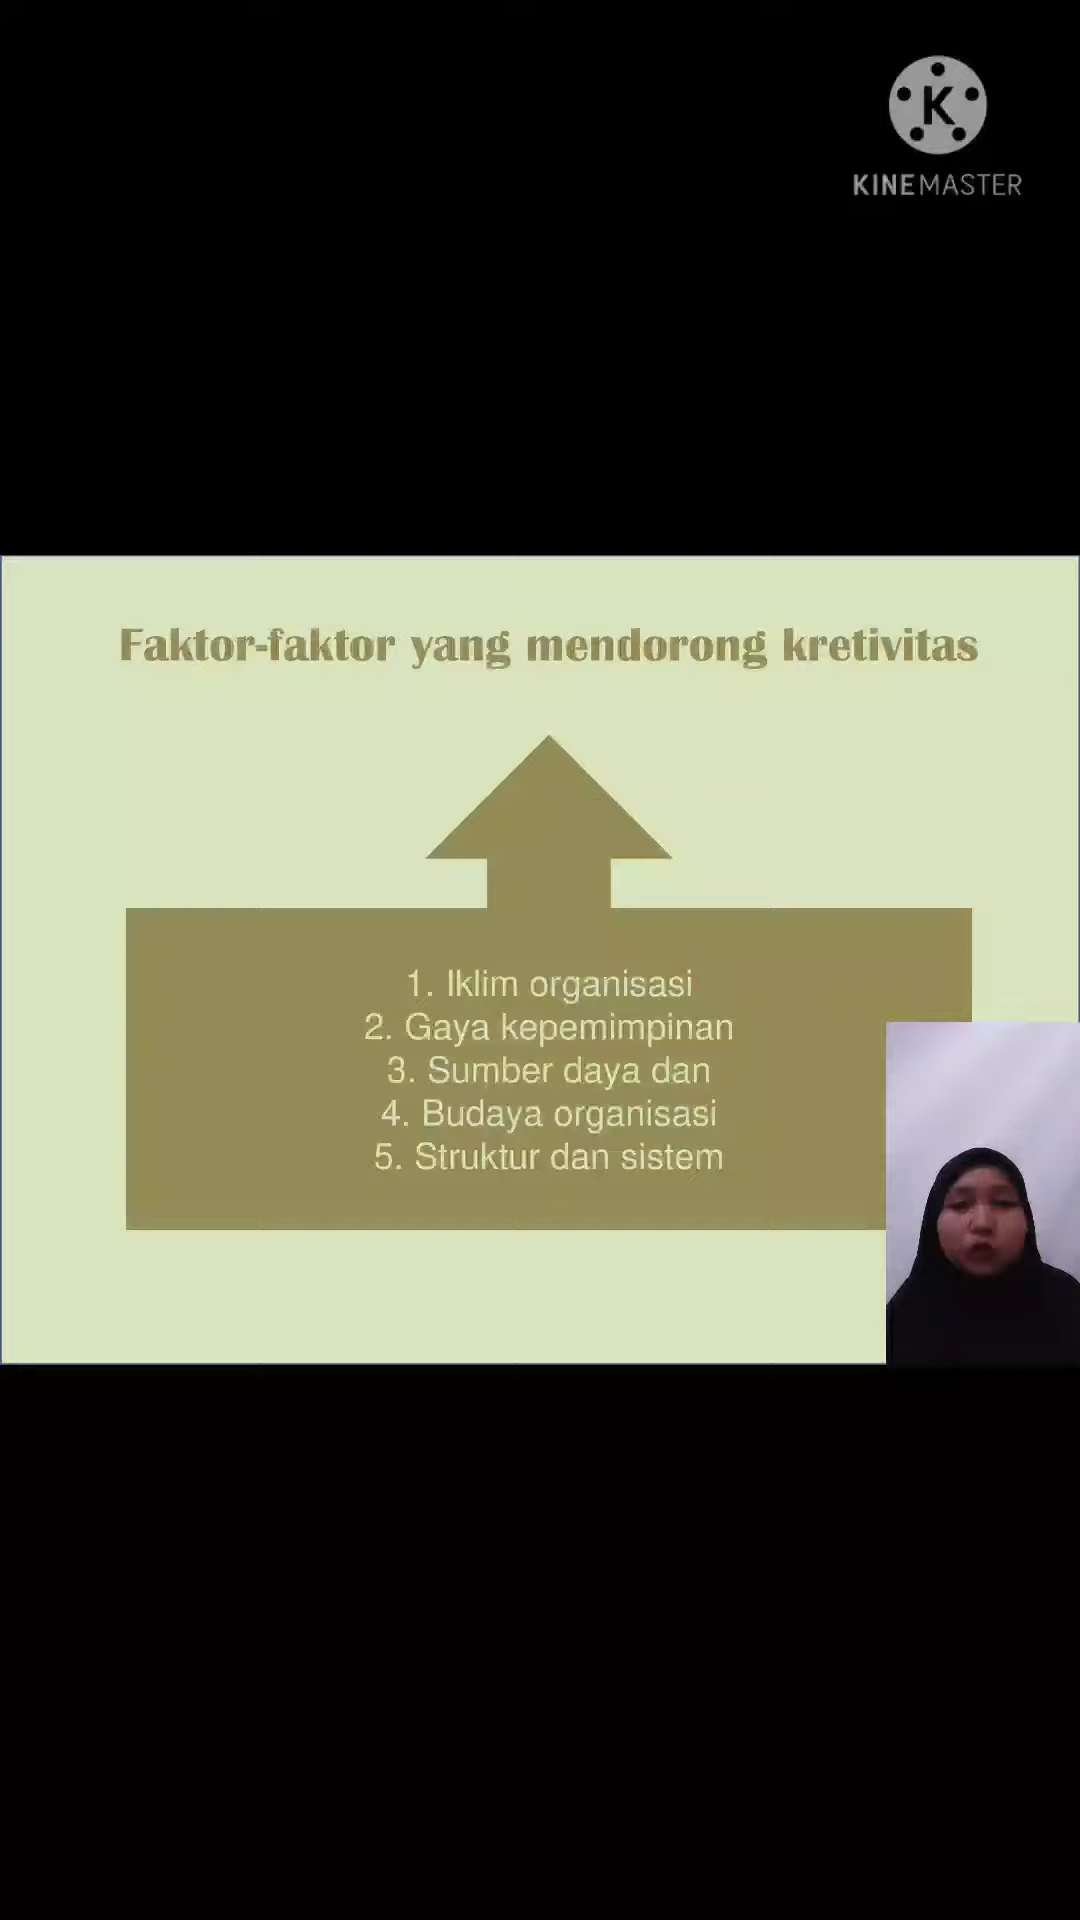 K
KINEMASTER
Faktor-faktor yang mendorong kretivitas
1. Iklim organisasi
2. Gaya kepemimpinan
3. Sumber daya dan
4. Budaya organisasi
5. Struktur dan sistem